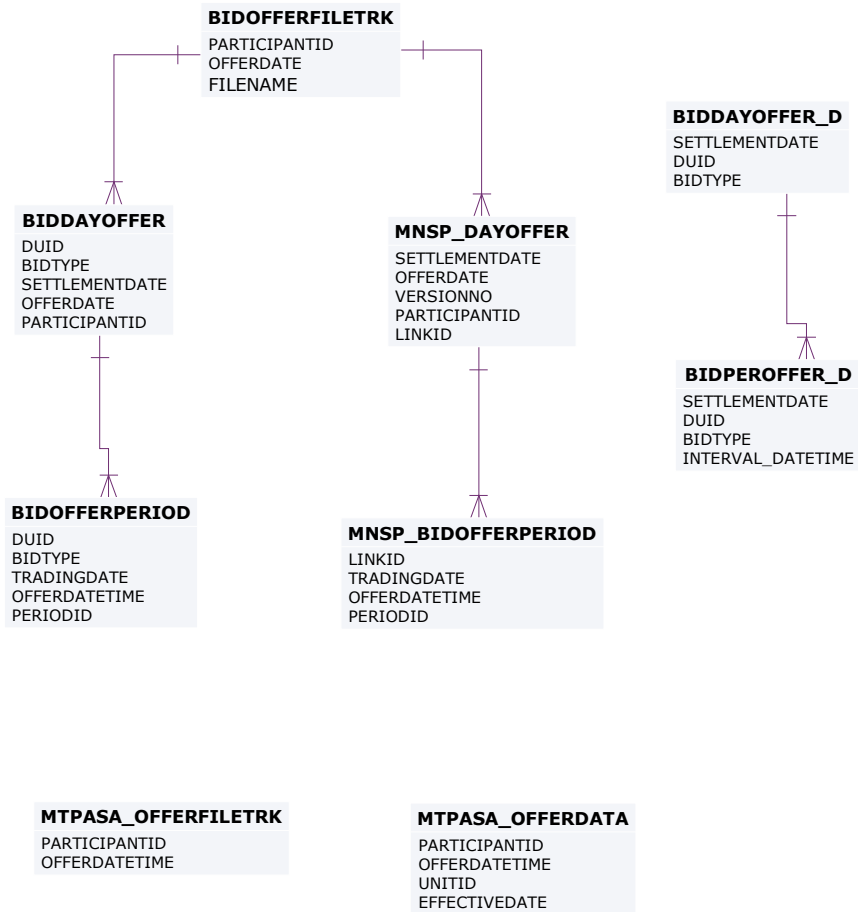 BIDOFFERFILETRK
PARTICIPANTID
OFFERDATE
FILENAME
BIDDAYOFFER_D
SETTLEMENTDATE
DUID
BIDTYPE
BIDDAYOFFER
DUID
BIDTYPE
SETTLEMENTDATE
OFFERDATE
PARTICIPANTID
MNSP_DAYOFFER
SETTLEMENTDATE
OFFERDATE
VERSIONNO
PARTICIPANTID
LINKID
BIDPEROFFER_D
SETTLEMENTDATE
DUID
BIDTYPE
INTERVAL_DATETIME
BIDOFFERPERIOD
DUID
BIDTYPE
TRADINGDATE
OFFERDATETIME
PERIODID
MNSP_BIDOFFERPERIOD
LINKID
TRADINGDATE
OFFERDATETIME
PERIODID
MTPASA_OFFERFILETRK
PARTICIPANTID
OFFERDATETIME
MTPASA_OFFERDATA
PARTICIPANTID
OFFERDATETIME
UNITID
EFFECTIVEDATE